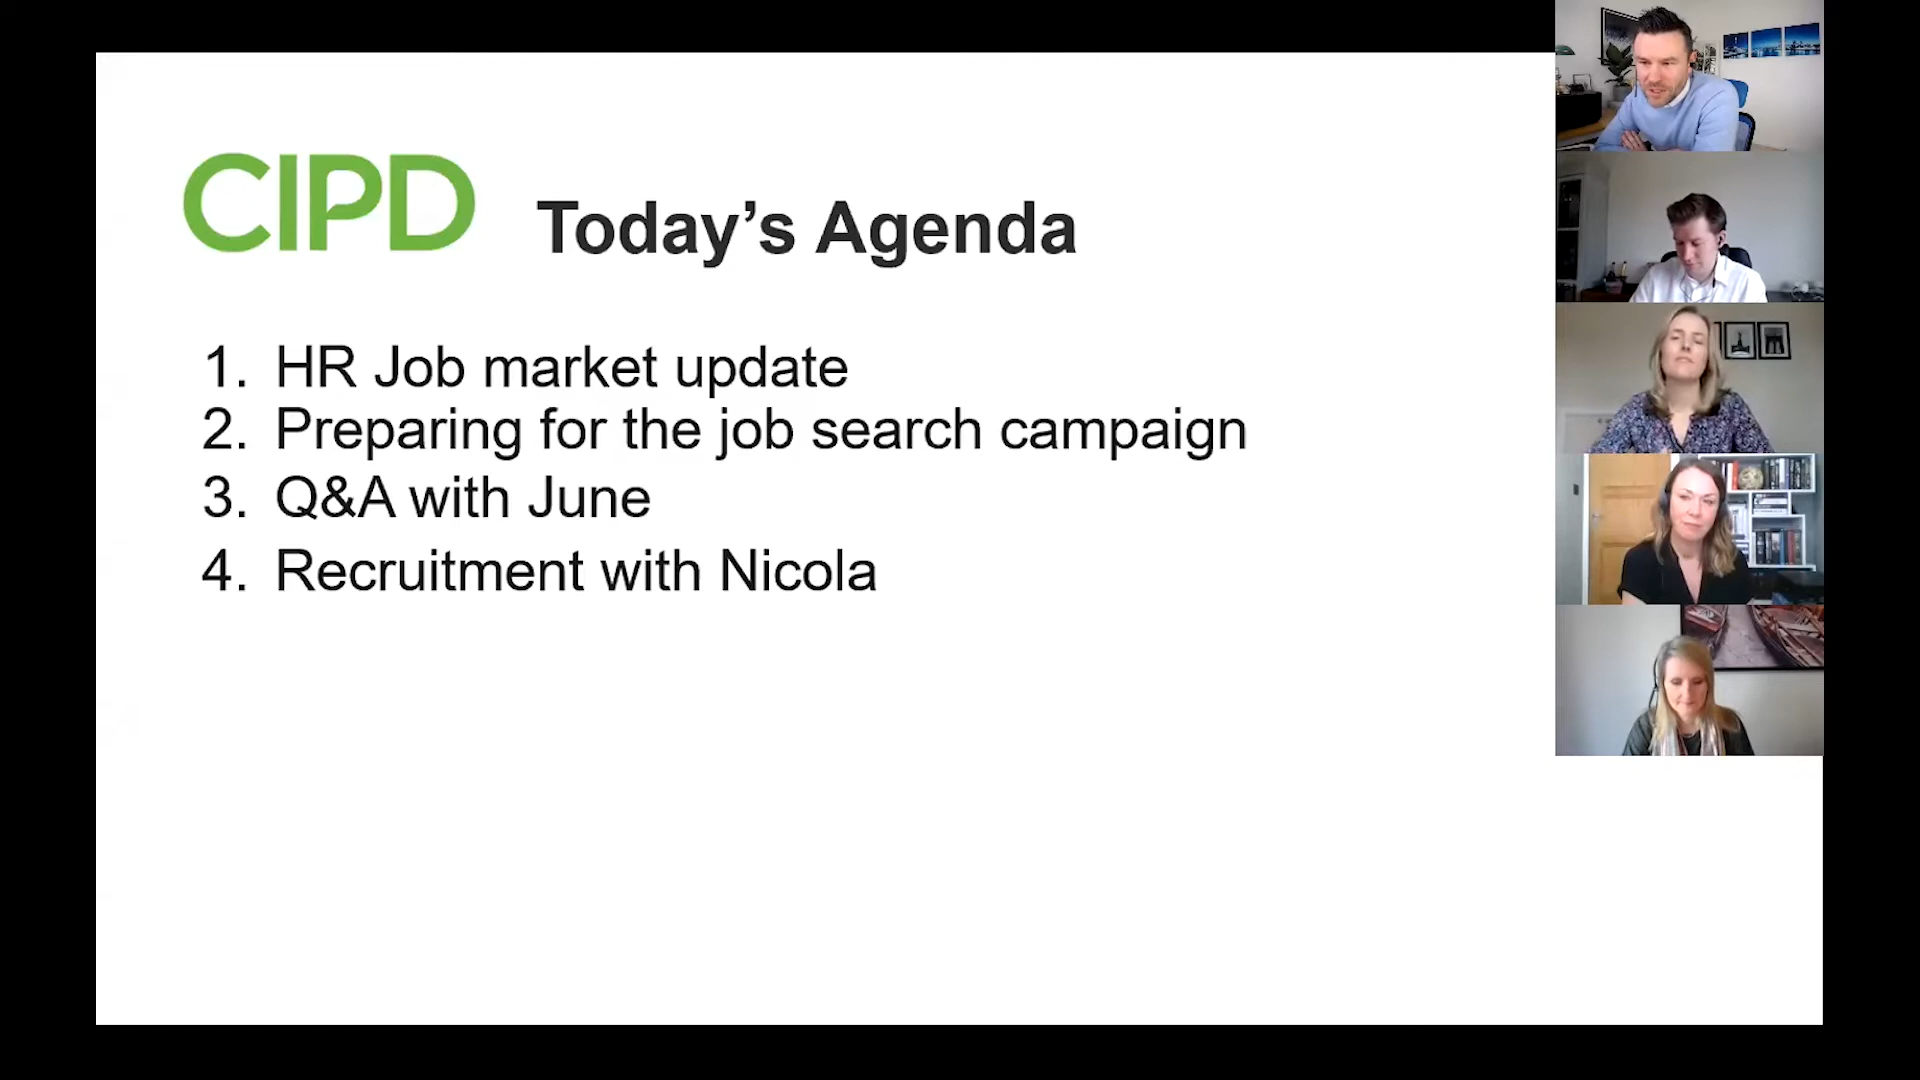 CIPD
Today’s Agenda
1. HR Job market update
2. Preparing for the job search campaign
3. Q&A with June
4. Recruitment with Nicola